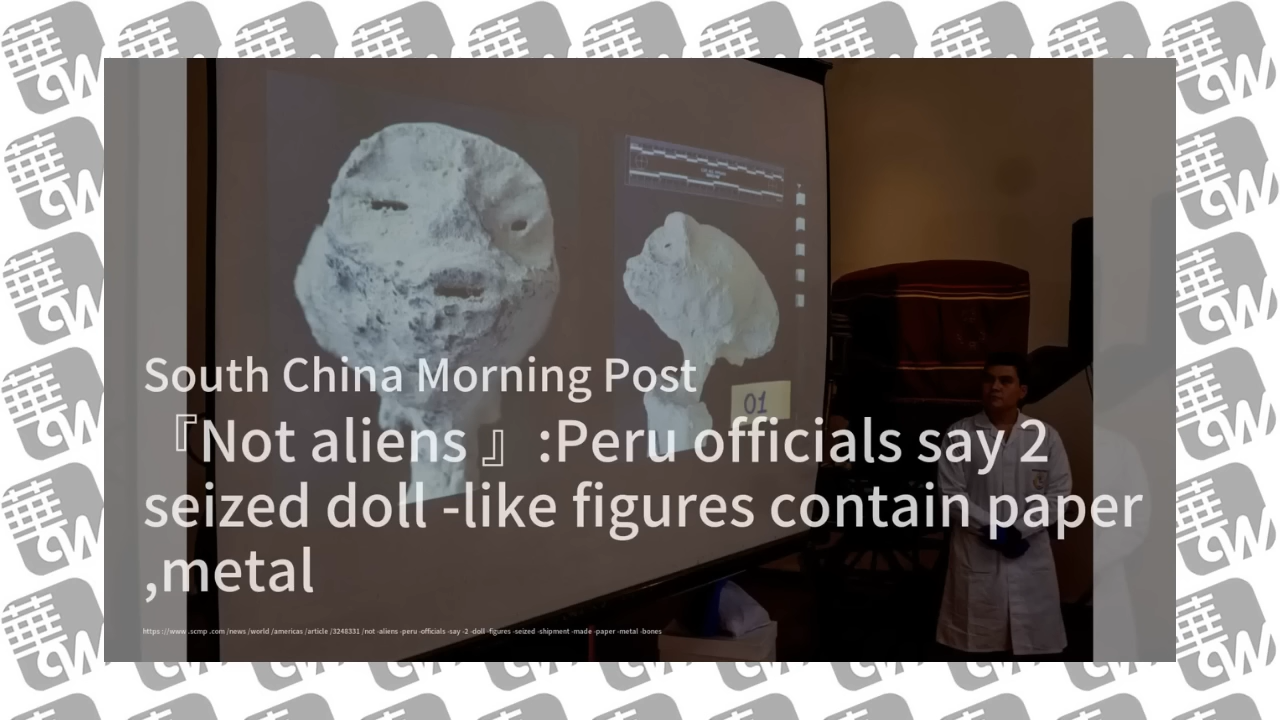 01
South China Morning Post
『Not aliens 』 :Peru officials say 2
seized doll -like figures contain paper
,metal
https://www .scmp .com /news /world /americas /article /3248331 /not -aliens -peru -officials -say -2 -doll -figures -seized -shipment -made -paper -metal -bones